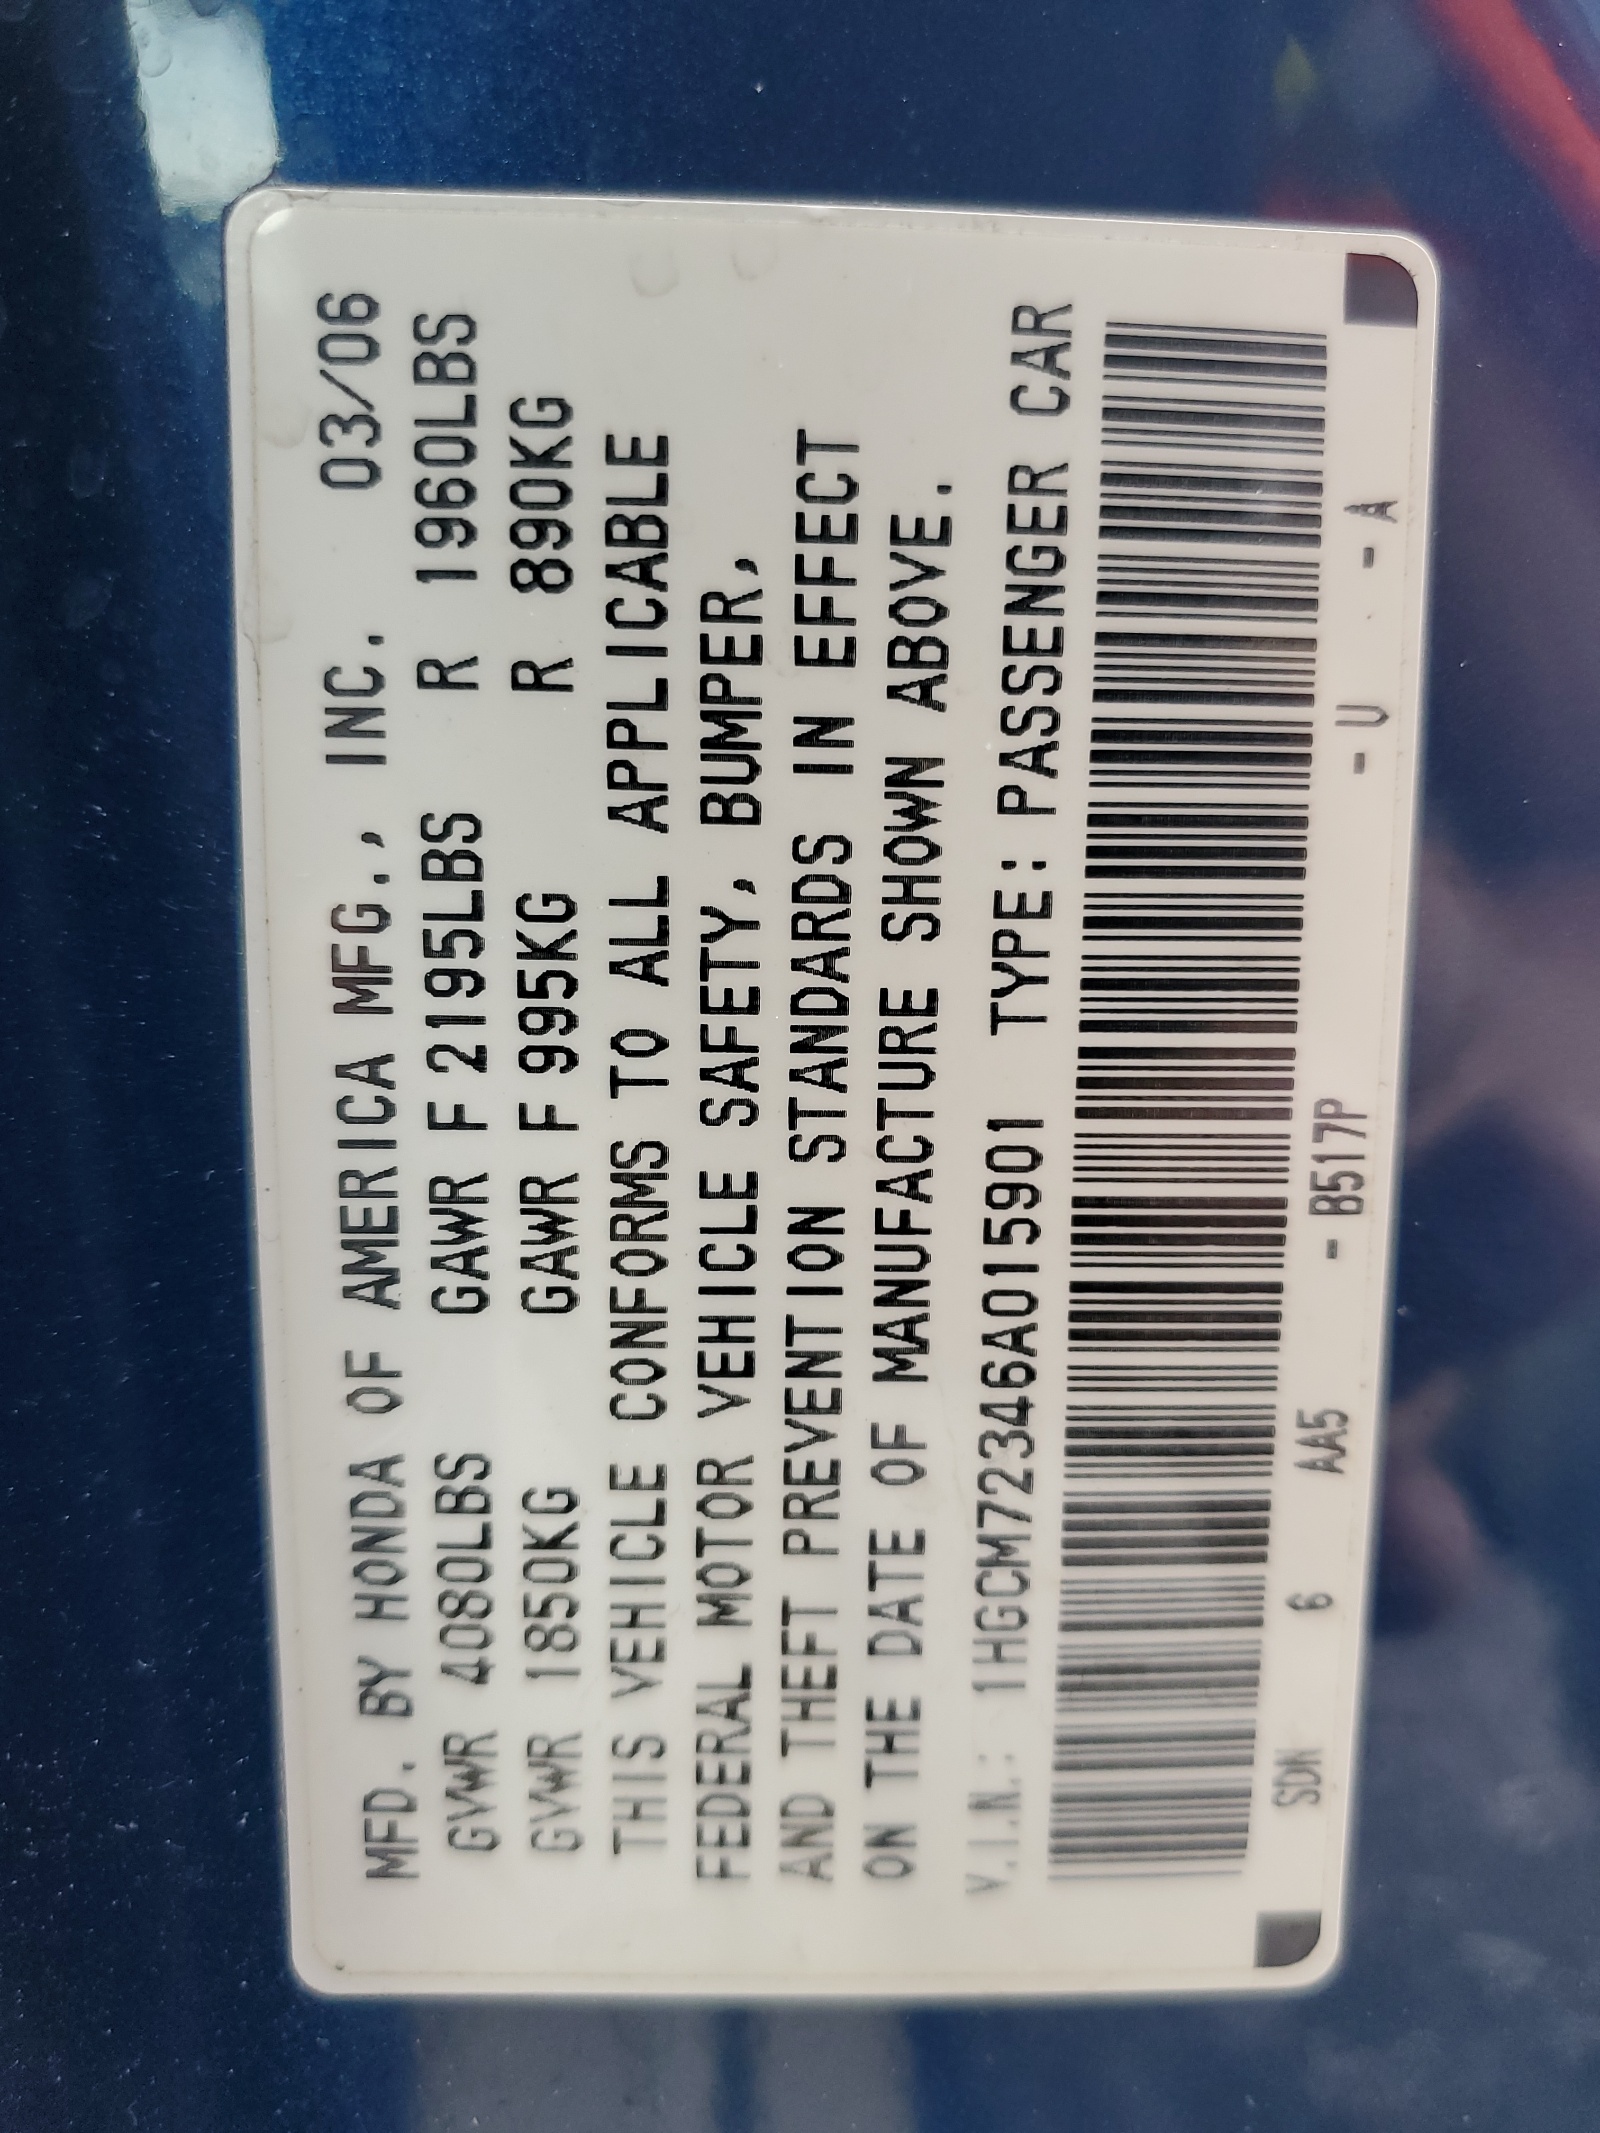 MFD. BY HONDA OF AMERICA MFG., INC. 03/06
GVWR 4080LBS GAWR F 2195LBS R 1960LBS
GVWR 1850KG GAWR F 995KG R 890KG
THIS VEHICLE CONFORMS TO ALL APPLICABLE
FEDERAL MOTOR VEHICLE SAFETY, BUMPER,
AND THEFT PREVENTION STANDARDS IN EFFECT
ON THE DATE OF MANUFACTURE SHOWN ABOVE.
V.I.N.: 1HGCM72346A015901 TYPE: PASSENGER CAR
SDN 6 AA5 - B517P - U - A